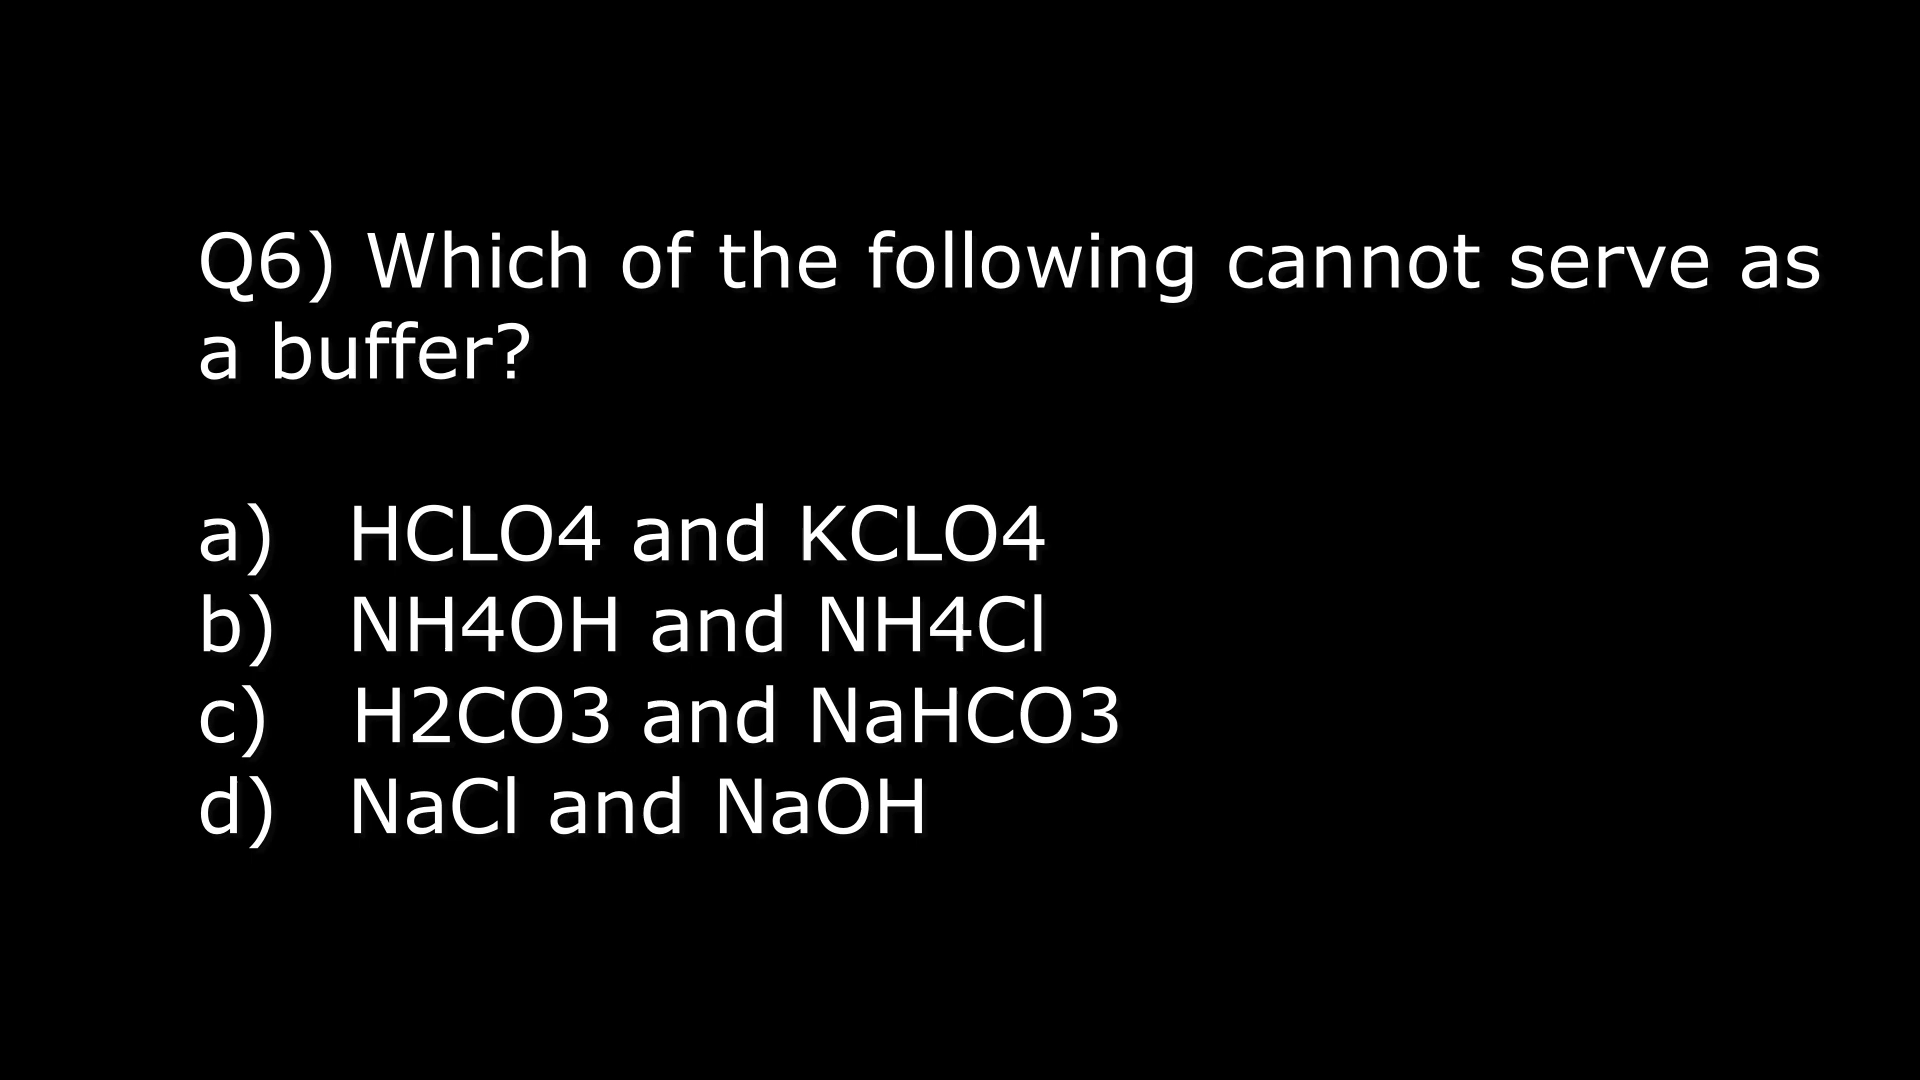 Q6) Which of the following cannot serve as
a buffer?
a) HCLO4 and KCLO4
b) NH4OH and NH4Cl
c) H2CO3 and NaHCO3
d) NaCl and NaOH